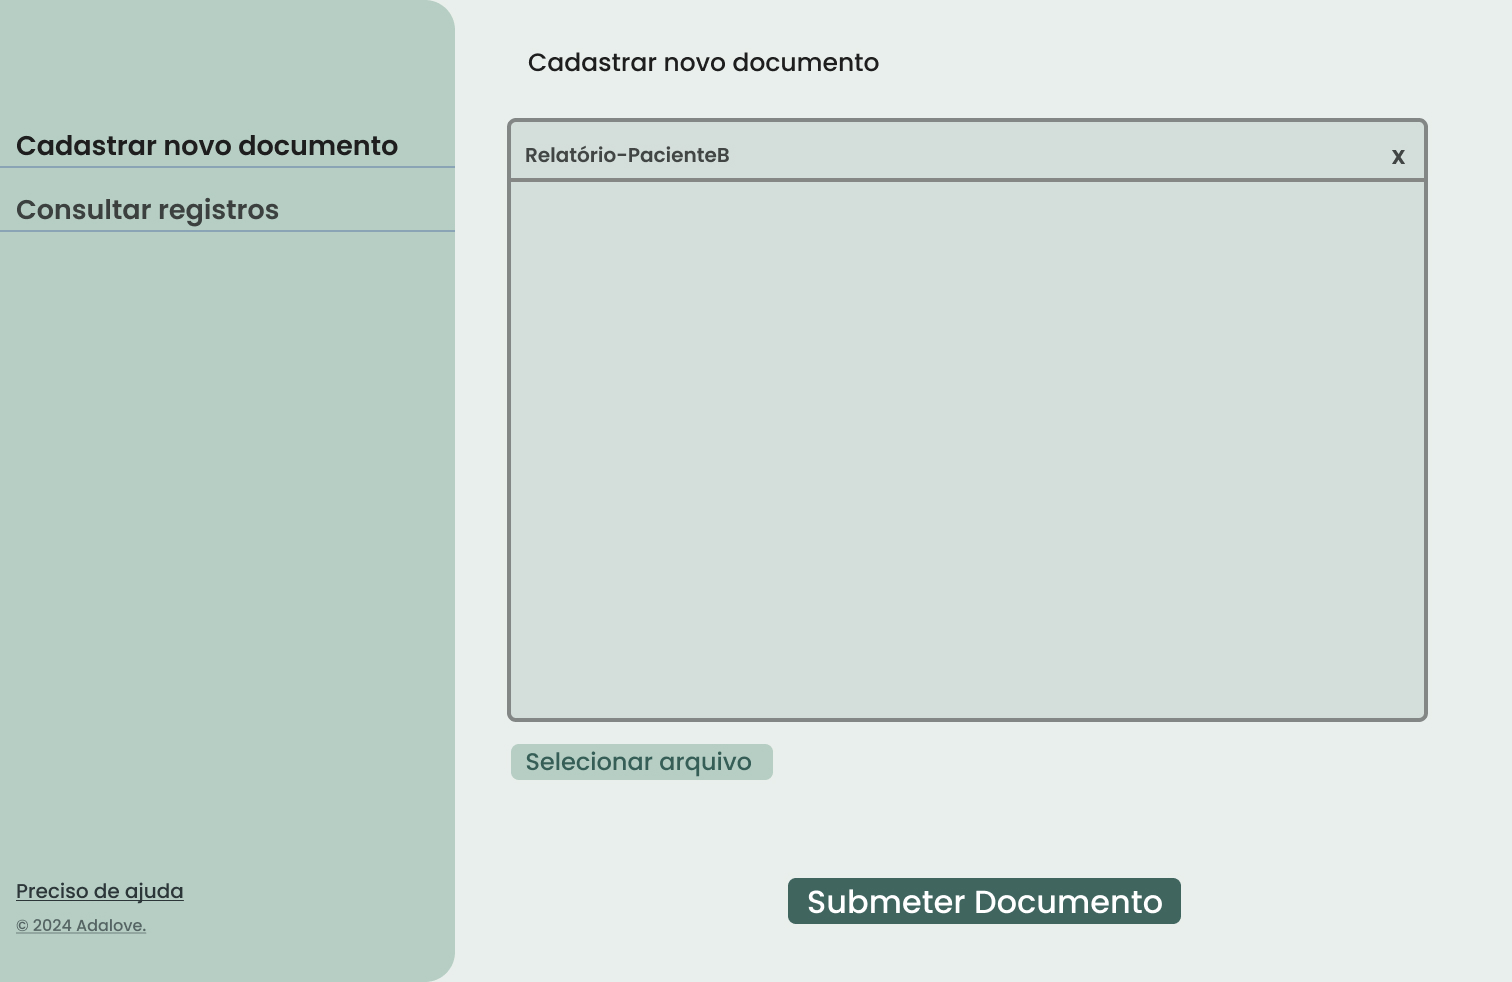 Cadastrar novo documento
Consultar registros
Preciso de ajuda
© 2024 Adalove.
Cadastrar novo documento
Relatório-PacienteB
x
Selecionar arquivo
Submeter Documento